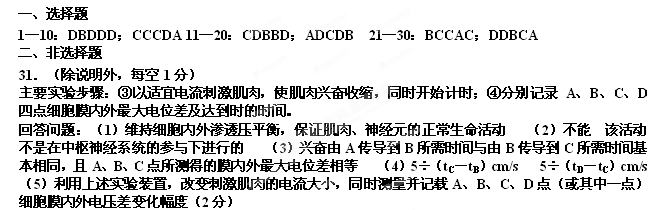 一、选择题
1—10：DBDDD；CCCDA 11—20：CDBBD；ADCDB 21—30：BCCAC；DDBCA
二、非选择题
31．（除说明外，每空 1 分）
主要实验步骤：③以适宜电流刺激肌肉，使肌肉兴奋收缩，同时开始计时；④分别记录 A、B、C、D
四点细胞膜内外最大电位差及达到时的时间。
回答问题：（1）维持细胞内外渗透压平衡，保证肌肉、神经元的正常生命活动 （2）不能 该活动
不是在中枢神经系统的参与下进行的 （3）兴奋由 A 传导到 B 所需时间与由 B 传导到 C 所需时间基
本相同，且 A、B、C 点所测得的膜内外最大电位差相等 （4）5÷（tC—tB）cm/s 5÷（tD—tC）cm/s
（5）利用上述实验装置，改变刺激肌肉的电流大小，同时测量并记载 A、B、C、D 点（或其中一点）
细胞膜内外电压差变化幅度（2 分）